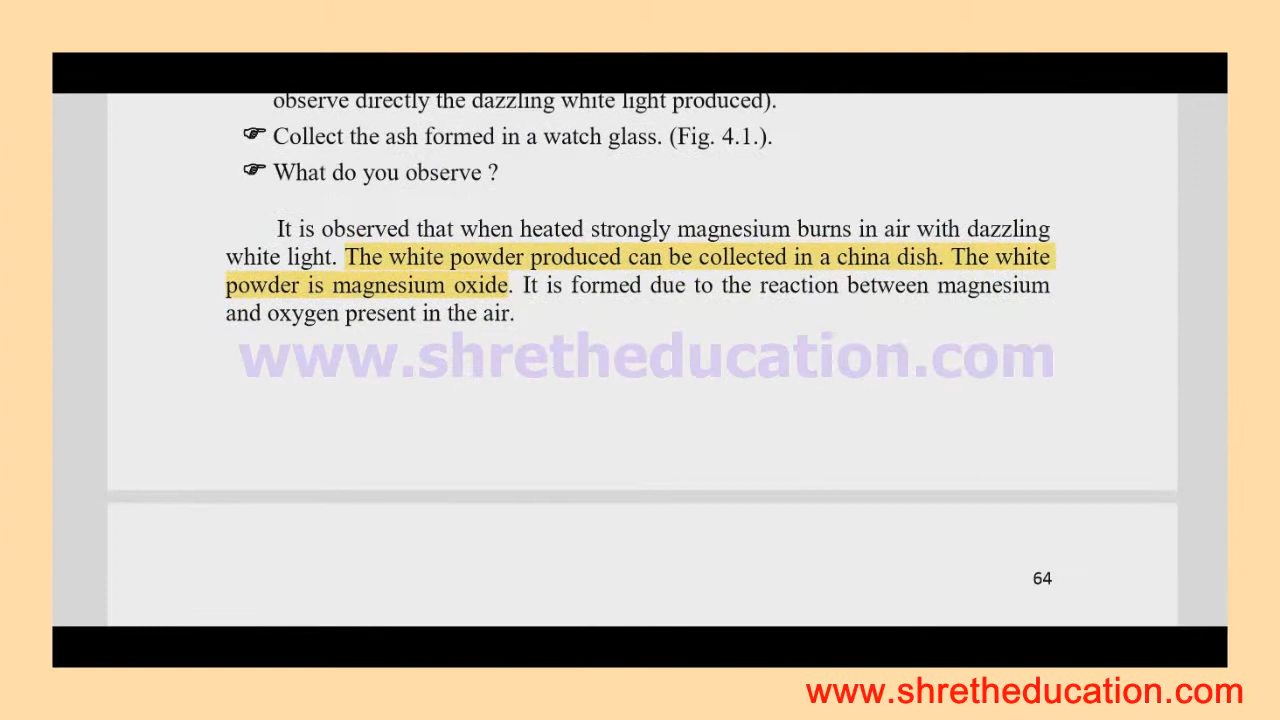 observe directly the dazzling white light produced).
☞ Collect the ash formed in a watch glass. (Fig. 4.1.).
☞ What do you observe ?
It is observed that when heated strongly magnesium burns in air with dazzling
white light. The white powder produced can be collected in a china dish. The white
powder is magnesium oxide. It is formed due to the reaction between magnesium
and oxygen present in the air.
www.shretheducation.com
64
www.shretheducation.com